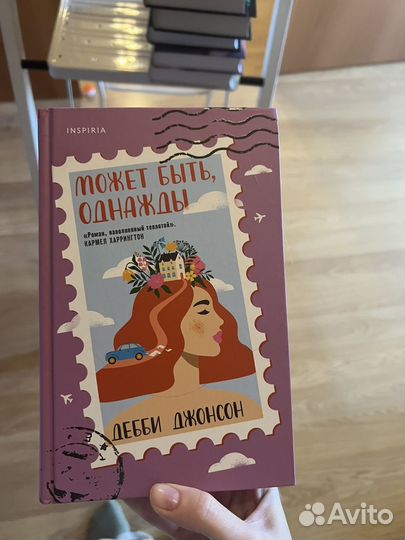 INSPIRIA
МОЖЕТ БЫТЬ,
ОДНАЖДЫ
«Роман, наполненный теплотой».
КАРМЕЛ ХАРРИНГТОН
ДЕББИ ДЖОНСОН
Avito